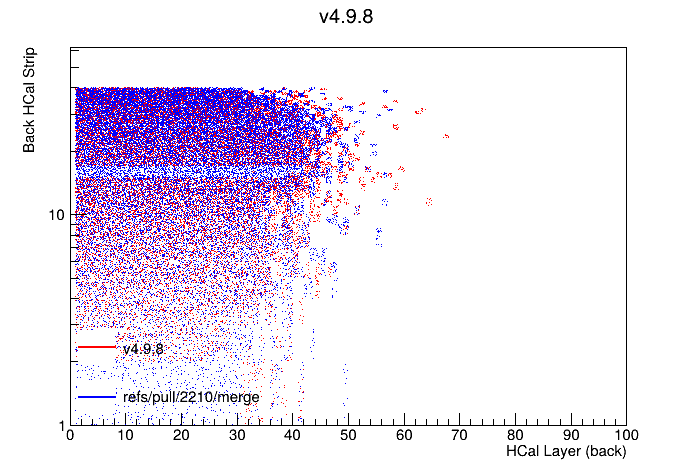 v4.9.8
Back HCal Strip
10
1
v4.9.8
refs/pull/2210/merge
0 10 20 30 40 50 60 70 80 90 100
HCal Layer (back)